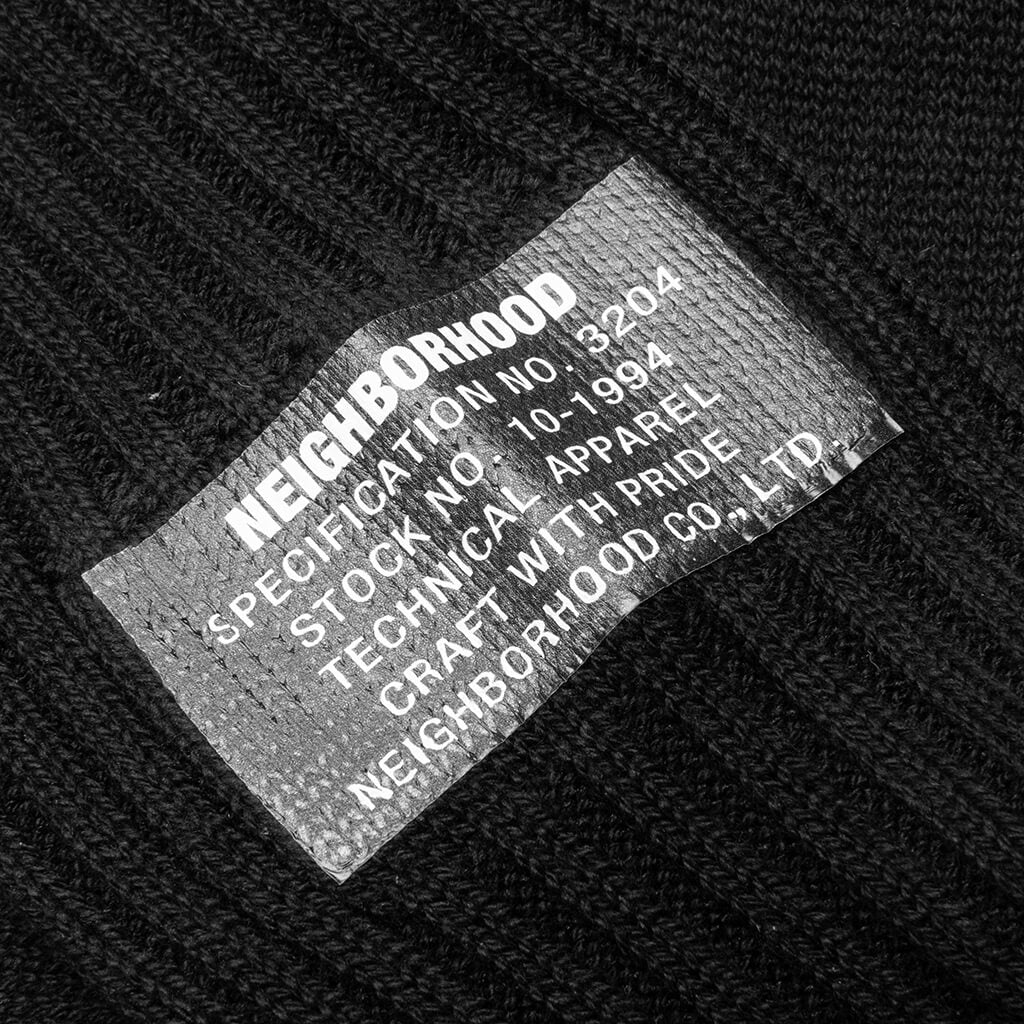 NEIGHBORHOOD
SPECIFICATION NO. 3204
STOCK NO. 10-1994
TECHNICAL APPAREL
CRAFT WITH PRIDE
NEIGHBORHOOD CO., LTD.